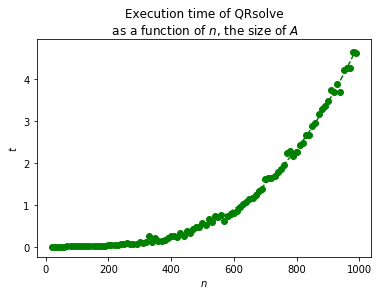 Execution time of QRsolve
as a function of n, the size of A
t
4
3
2
1
0
0 200 400 600 800 1000
n